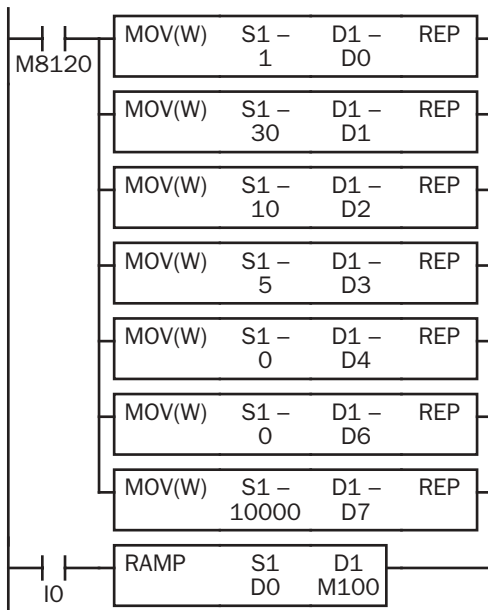 MOV(W) S1 – D1 – REP
1 D0
M8120
MOV(W) S1 – D1 – REP
30 D1
MOV(W) S1 – D1 – REP
10 D2
MOV(W) S1 – D1 – REP
5 D3
MOV(W) S1 – D1 – REP
0 D4
MOV(W) S1 – D1 – REP
0 D6
MOV(W) S1 – D1 – REP
10000 D7
RAMP S1 D1
D0 M100
I0